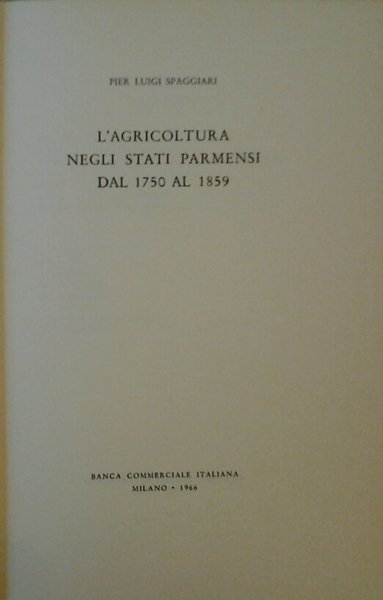 PIER LUIGI SPAGGIARI
L'AGRICOLTURA
NEGLI STATI PARMENSI
DAL 1750 AL 1859
BANCA COMMERCIALE ITALIANA
MILANO • 1966